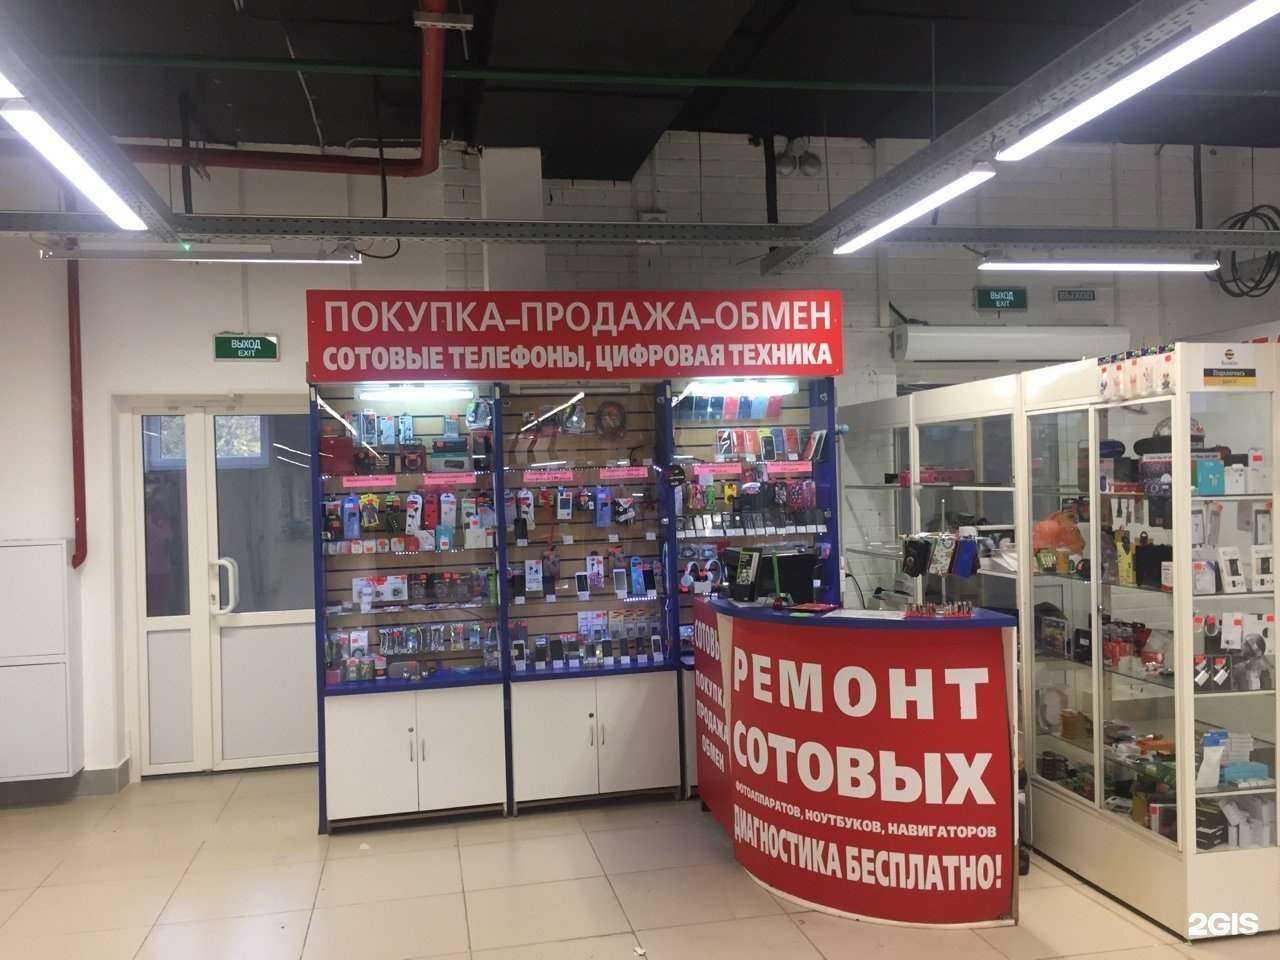 ПОКУПКА-ПРОДАЖА-ОБМЕН
СОТОВЫЕ ТЕЛЕФОНЫ, ЦИФРОВАЯ ТЕХНИКА
ВЫХОД
EXIT
ВЫХОД
EXIT
ВЫХОД
СОТОВЫ
ПОКУПКА
ПРОДАЖА
ОБМЕН
РЕМОНТ
СОТОВЫХ
ФОТОАППАРАТОВ, НОУТБУКОВ, НАВИГАТОРОВ
ДИАГНОСТИКА БЕСПЛАТНО!
2GIS